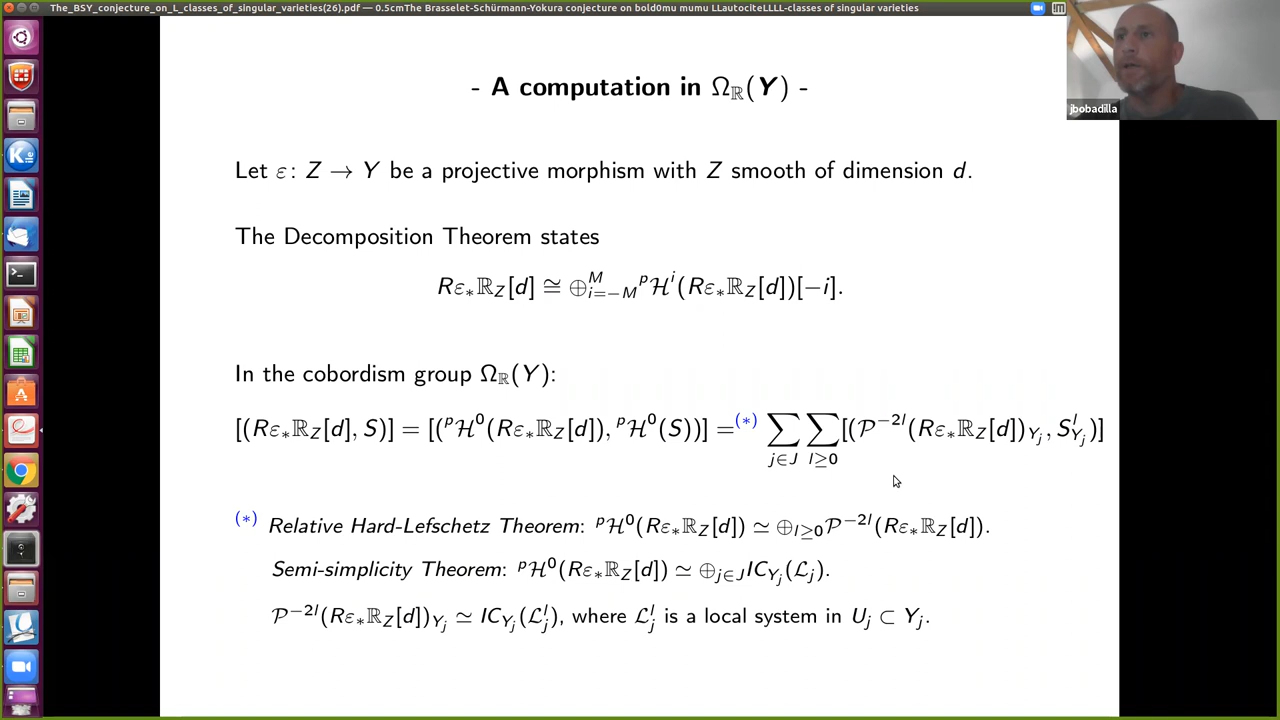 The_BSY_conjecture_on_L_classes_of_singular_varieties(26).pdf — 0.5cmThe Brasselet-Schürmann-Yokura conjecture on bold0mu mumu LLautociteLLLL-classes of singular varieties
jbobadilla
- A computation in Ω_ℝ(Y) -
Let ε: Z → Y be a projective morphism with Z smooth of dimension d.
The Decomposition Theorem states
Rε_*ℝ_Z[d] ≅ ⊕_{i=−M}^M {}^pℋ^i(Rε_*ℝ_Z[d])[−i].
In the cobordism group Ω_ℝ(Y):
[(Rε_*ℝ_Z[d], S)] = [({}^pℋ^0(Rε_*ℝ_Z[d]), {}^pℋ^0(S))] =^{(*)} ∑_{j∈J} ∑_{l≥0} [(𝒫^{−2l}(Rε_*ℝ_Z[d])_{Y_j}, S^l_{Y_j})]
(*) Relative Hard-Lefschetz Theorem: {}^pℋ^0(Rε_*ℝ_Z[d]) ≃ ⊕_{l≥0} 𝒫^{−2l}(Rε_*ℝ_Z[d]).
Semi-simplicity Theorem: {}^pℋ^0(Rε_*ℝ_Z[d]) ≃ ⊕_{j∈J} IC_{Y_j}(ℒ_j).
𝒫^{−2l}(Rε_*ℝ_Z[d])_{Y_j} ≃ IC_{Y_j}(ℒ_j^l), where ℒ_j^l is a local system in U_j ⊂ Y_j.